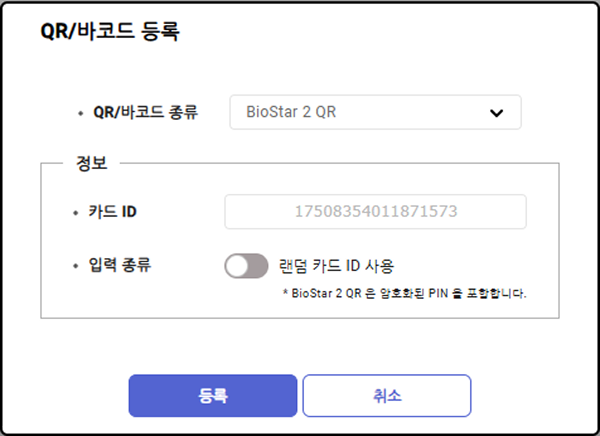 QR/바코드 등록
QR/바코드 종류 BioStar 2 QR
정보
카드 ID 17508354011871573
입력 종류 랜덤 카드 ID 사용
* BioStar 2 QR 은 암호화된 PIN 을 포함합니다.
등록 취소